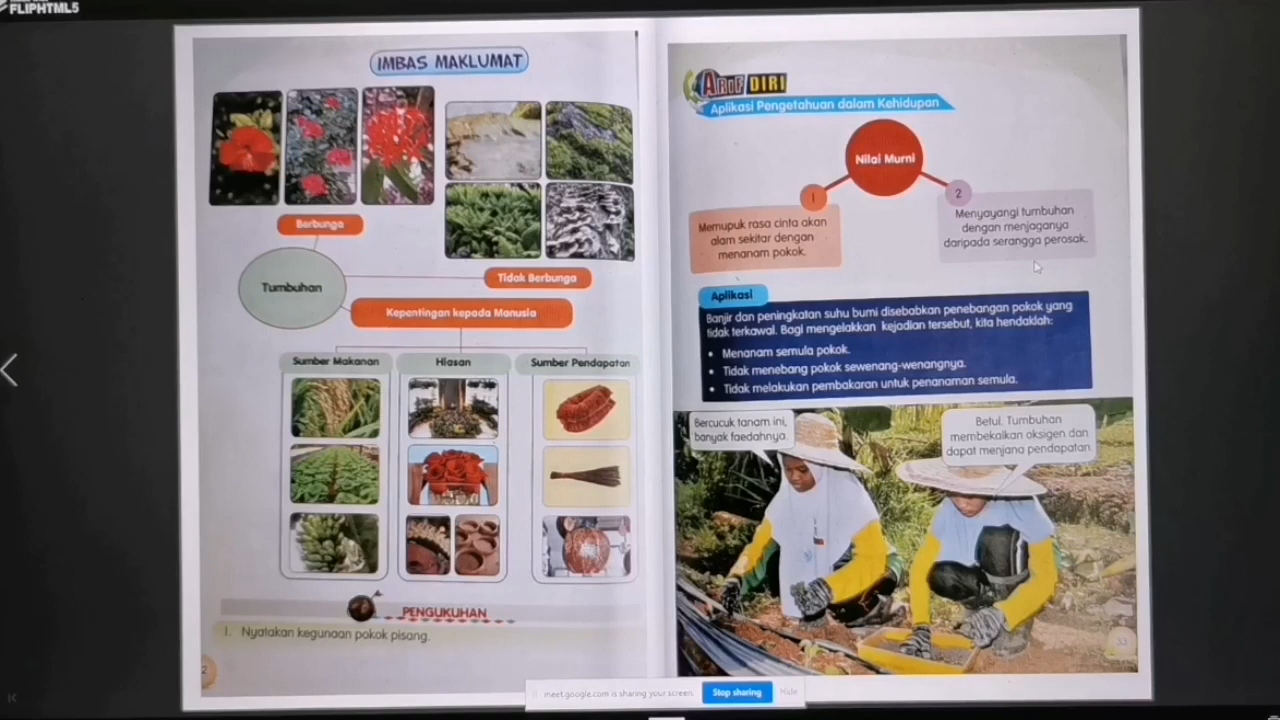 FLIPHTML5
IMBAS MAKLUMAT
Berbunga
Tumbuhan
Tidak Berbunga
Kepentingan kepada Manusia
Sumber Makanan
Hiasan
Sumber Pendapatan
PENGUKUHAN
1. Nyatakan kegunaan pokok pisang.
2
ARIF DIRI
Aplikasi Pengetahuan dalam Kehidupan
Nilai Murni
1
Memupuk rasa cinta akan
alam sekitar dengan
menanam pokok.
2
Menyayangi tumbuhan
dengan menjaganya
daripada serangga perosak.
Aplikasi
Banjir dan peningkatan suhu bumi disebabkan penebangan pokok yang
tidak terkawal. Bagi mengelakkan kejadian tersebut, kita hendaklah:
• Menanam semula pokok.
• Tidak menebang pokok sewenang-wenangnya.
• Tidak melakukan pembakaran untuk penanaman semula.
Bercucuk tanam ini,
banyak faedahnya.
Betul. Tumbuhan
membekalkan oksigen dan
dapat menjana pendapatan.
33
meet.google.com is sharing your screen.
Stop sharing
Hide